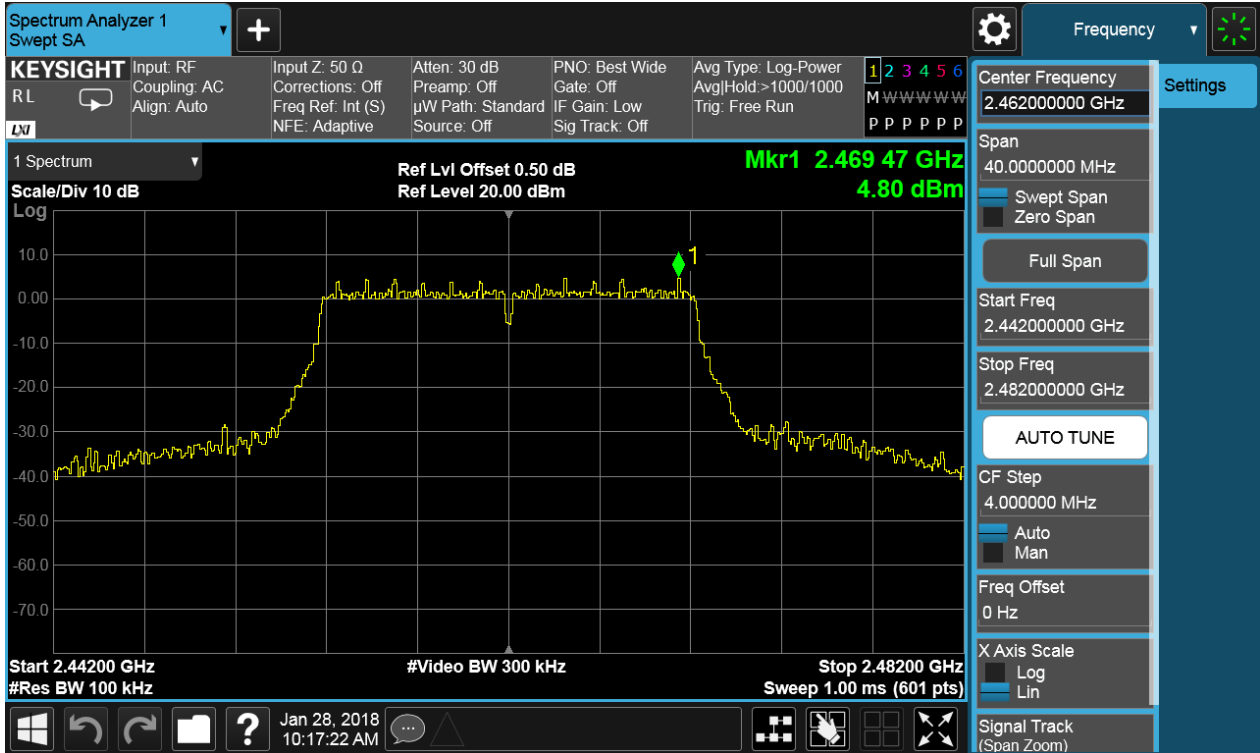 Spectrum Analyzer 1
Swept SA
Frequency
KEYSIGHT
RL
LXI
Input: RF
Coupling: AC
Align: Auto
Input Z: 50 Ω
Corrections: Off
Freq Ref: Int (S)
NFE: Adaptive
Atten: 30 dB
Preamp: Off
µW Path: Standard
Source: Off
PNO: Best Wide
Gate: Off
IF Gain: Low
Sig Track: Off
Avg Type: Log-Power
Avg|Hold:>1000/1000
Trig: Free Run
1 2 3 4 5 6
M W W W W W
P P P P P P
1 Spectrum
Scale/Div 10 dB
Log
Ref Lvl Offset 0.50 dB
Ref Level 20.00 dBm
Mkr1 2.469 47 GHz
4.80 dBm
1
10.0
0.00
-10.0
-20.0
-30.0
-40.0
-50.0
-60.0
-70.0
Start 2.44200 GHz
#Res BW 100 kHz
#Video BW 300 kHz
Stop 2.48200 GHz
Sweep 1.00 ms (601 pts)
?
Jan 28, 2018
10:17:22 AM
Center Frequency
2.462000000 GHz
Span
40.0000000 MHz
Swept Span
Zero Span
Full Span
Start Freq
2.442000000 GHz
Stop Freq
2.482000000 GHz
AUTO TUNE
CF Step
4.000000 MHz
Auto
Man
Freq Offset
0 Hz
X Axis Scale
Log
Lin
Signal Track
(Span Zoom)
Settings